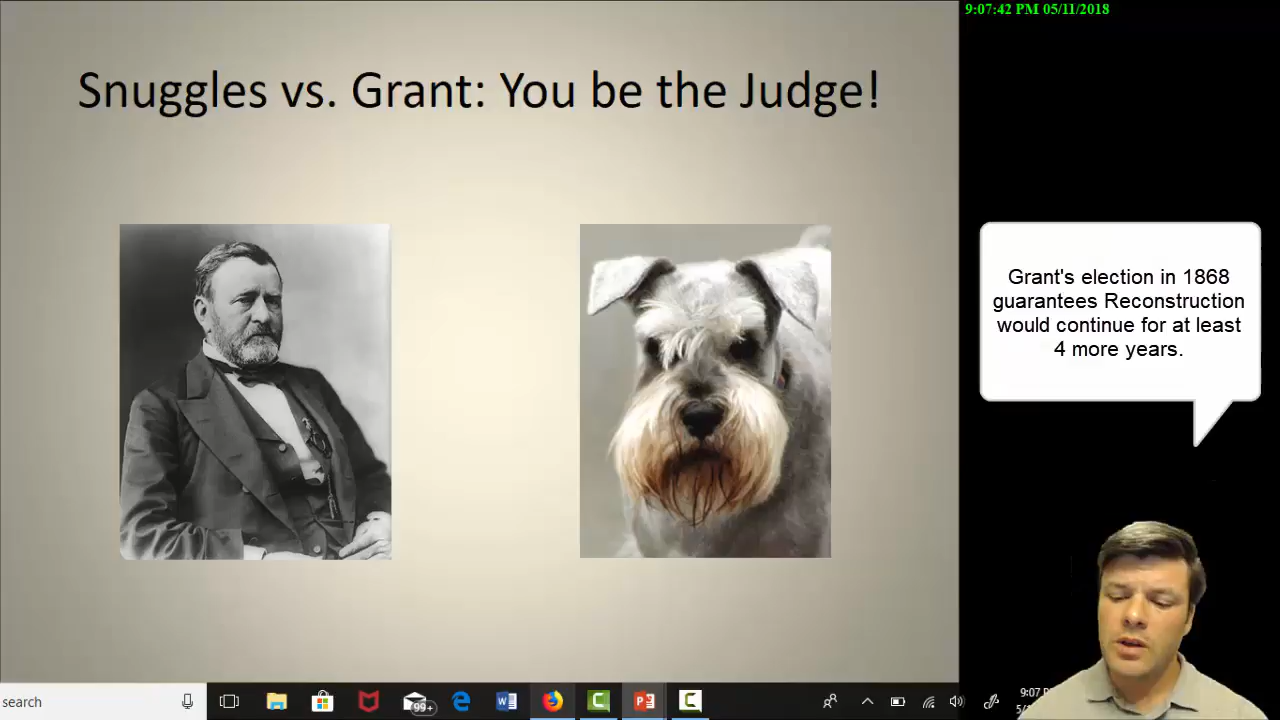 9:07:42 PM 05/11/2018
Snuggles vs. Grant: You be the Judge!
Grant's election in 1868
guarantees Reconstruction
would continue for at least
4 more years.
search
99+
9:07 P